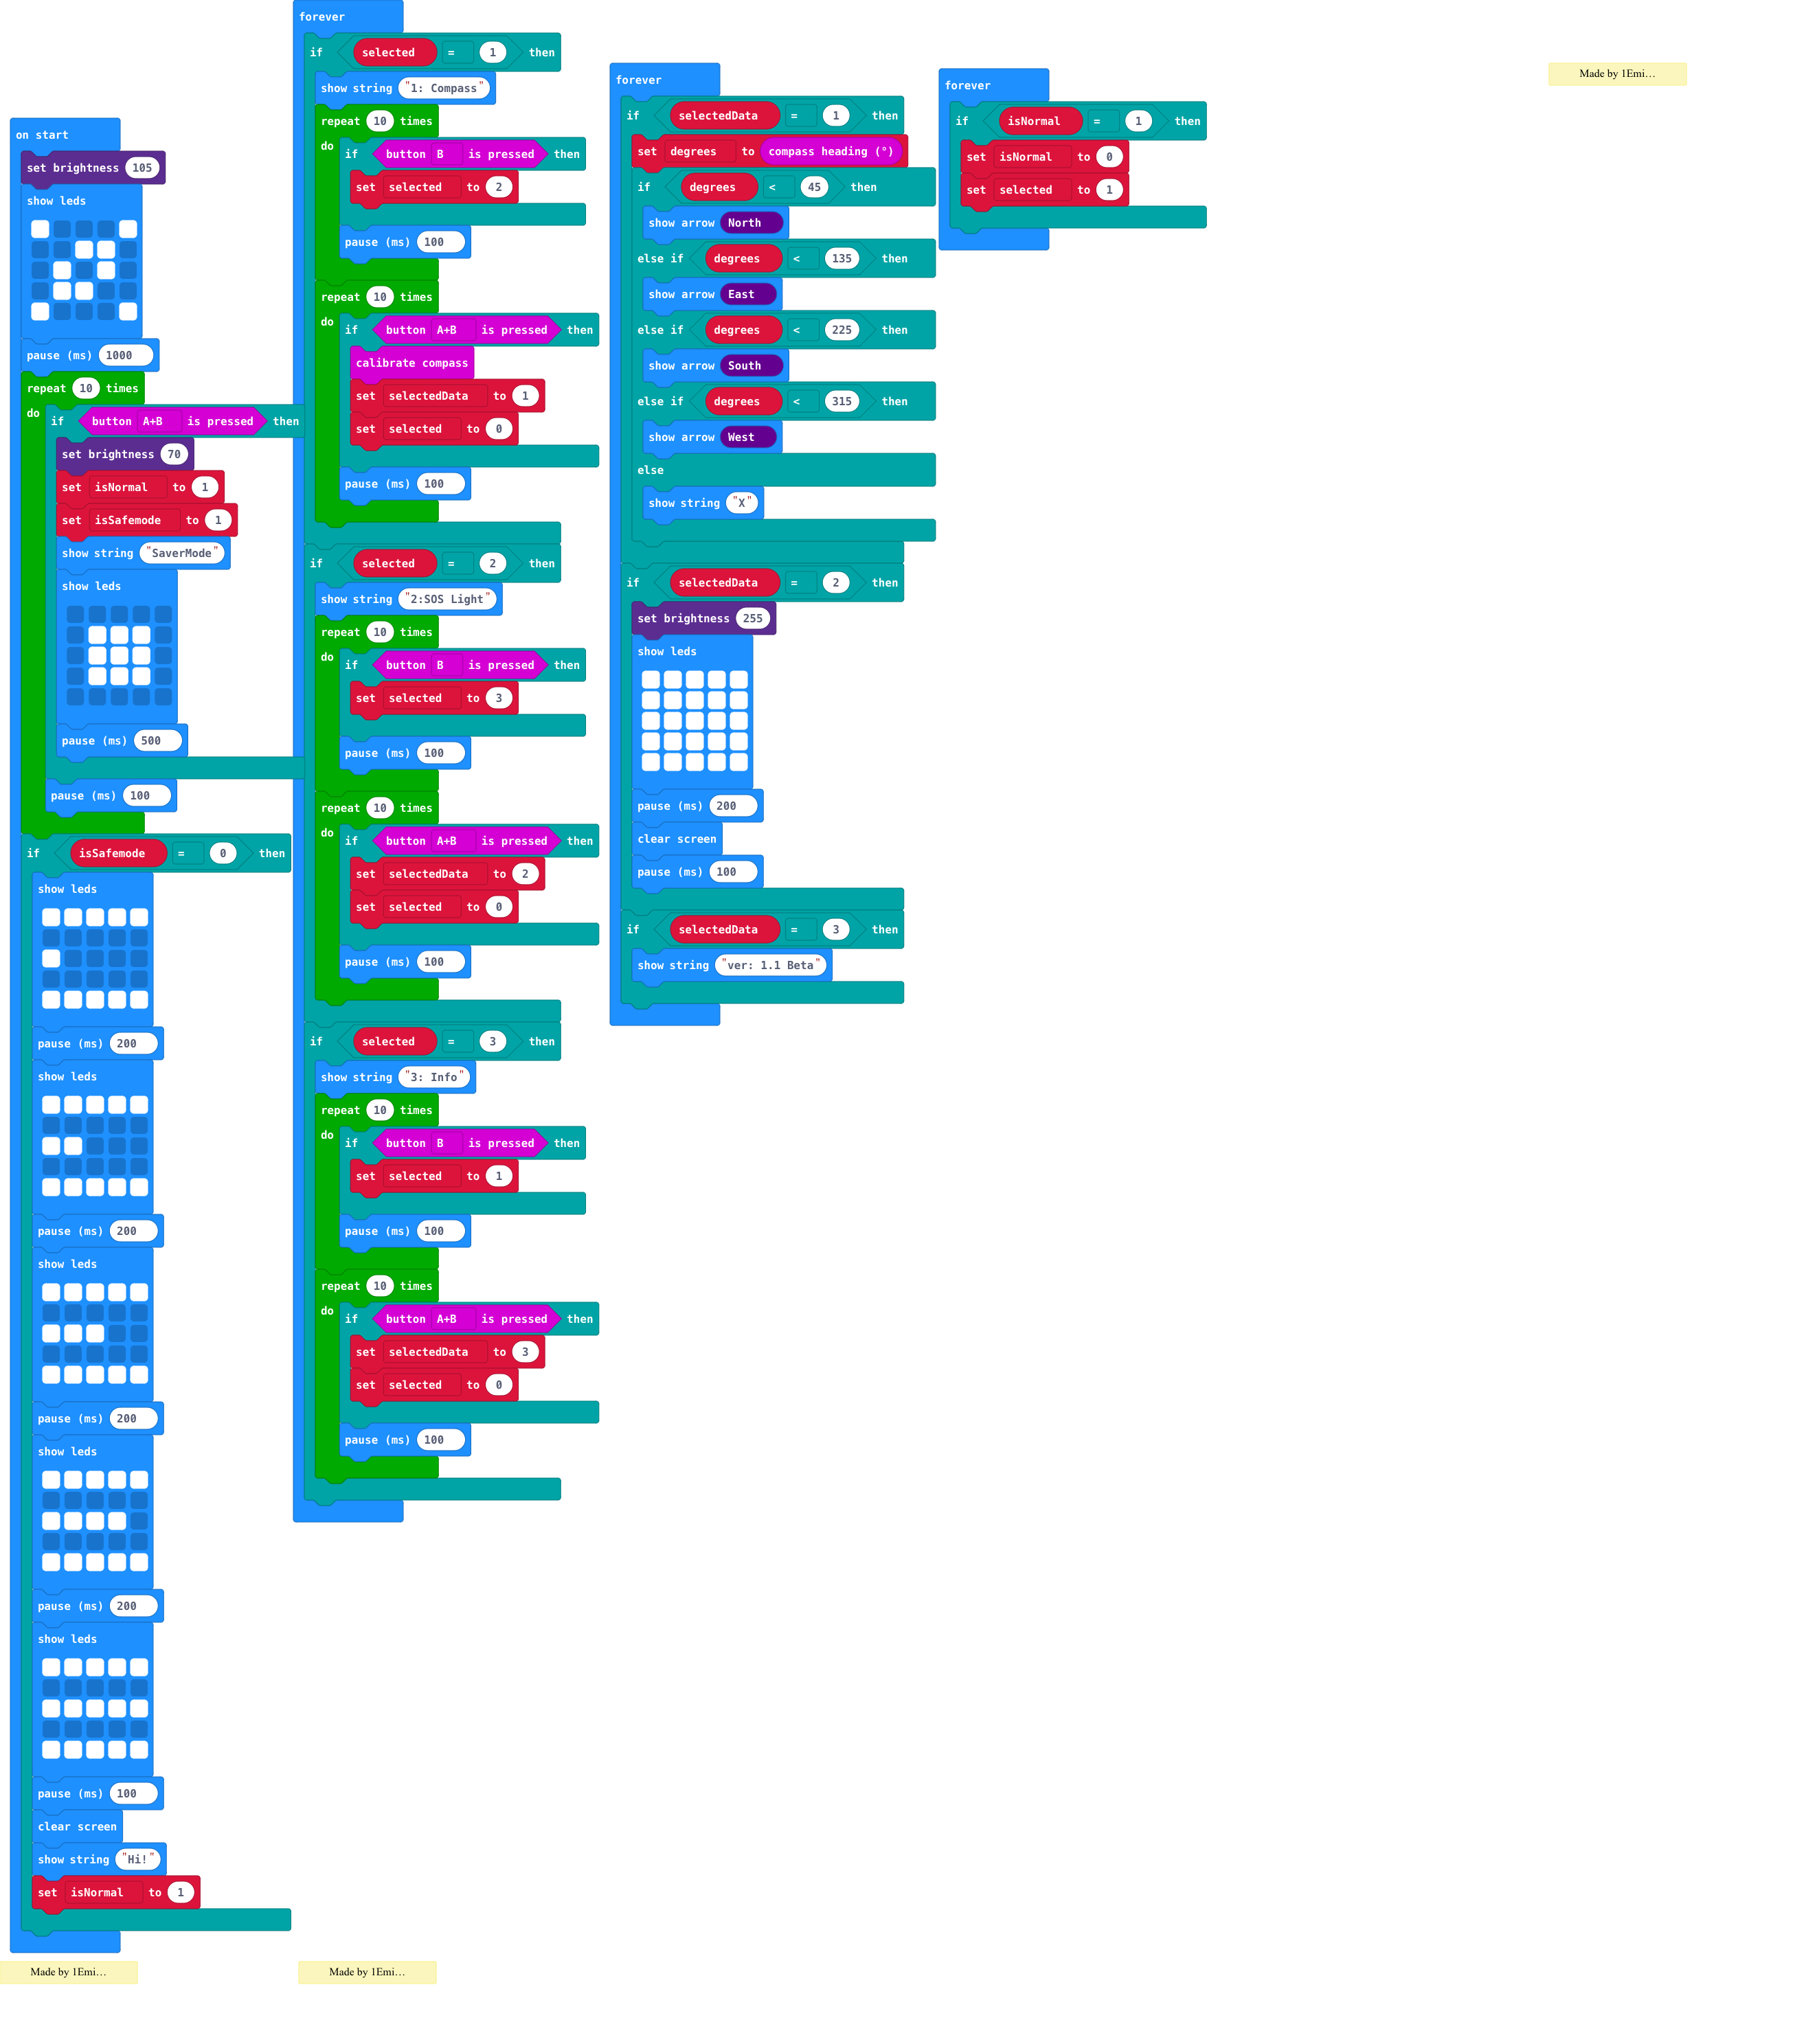 on start
set brightness 105
show leds
pause (ms) 1000
repeat 10 times
do if button A+B is pressed then
set brightness 70
set isNormal to 1
set isSafemode to 1
show string "SaverMode"
show leds
pause (ms) 500
pause (ms) 100
if isSafemode = 0 then
show leds
pause (ms) 200
show leds
pause (ms) 200
show leds
pause (ms) 200
show leds
pause (ms) 200
show leds
pause (ms) 100
clear screen
show string "Hi!"
set isNormal to 1
Made by 1Emi…
forever
if selected = 1 then
show string "1: Compass"
repeat 10 times
do if button B is pressed then
set selected to 2
pause (ms) 100
repeat 10 times
do if button A+B is pressed then
calibrate compass
set selectedData to 1
set selected to 0
pause (ms) 100
if selected = 2 then
show string "2:SOS Light"
repeat 10 times
do if button B is pressed then
set selected to 3
pause (ms) 100
repeat 10 times
do if button A+B is pressed then
set selectedData to 2
set selected to 0
pause (ms) 100
if selected = 3 then
show string "3: Info"
repeat 10 times
do if button B is pressed then
set selected to 1
pause (ms) 100
repeat 10 times
do if button A+B is pressed then
set selectedData to 3
set selected to 0
pause (ms) 100
Made by 1Emi…
forever
if selectedData = 1 then
set degrees to compass heading (°)
if degrees < 45 then
show arrow North
else if degrees < 135 then
show arrow East
else if degrees < 225 then
show arrow South
else if degrees < 315 then
show arrow West
else
show string "X"
if selectedData = 2 then
set brightness 255
show leds
pause (ms) 200
clear screen
pause (ms) 100
if selectedData = 3 then
show string "ver: 1.1 Beta"
forever
if isNormal = 1 then
set isNormal to 0
set selected to 1
Made by 1Emi…